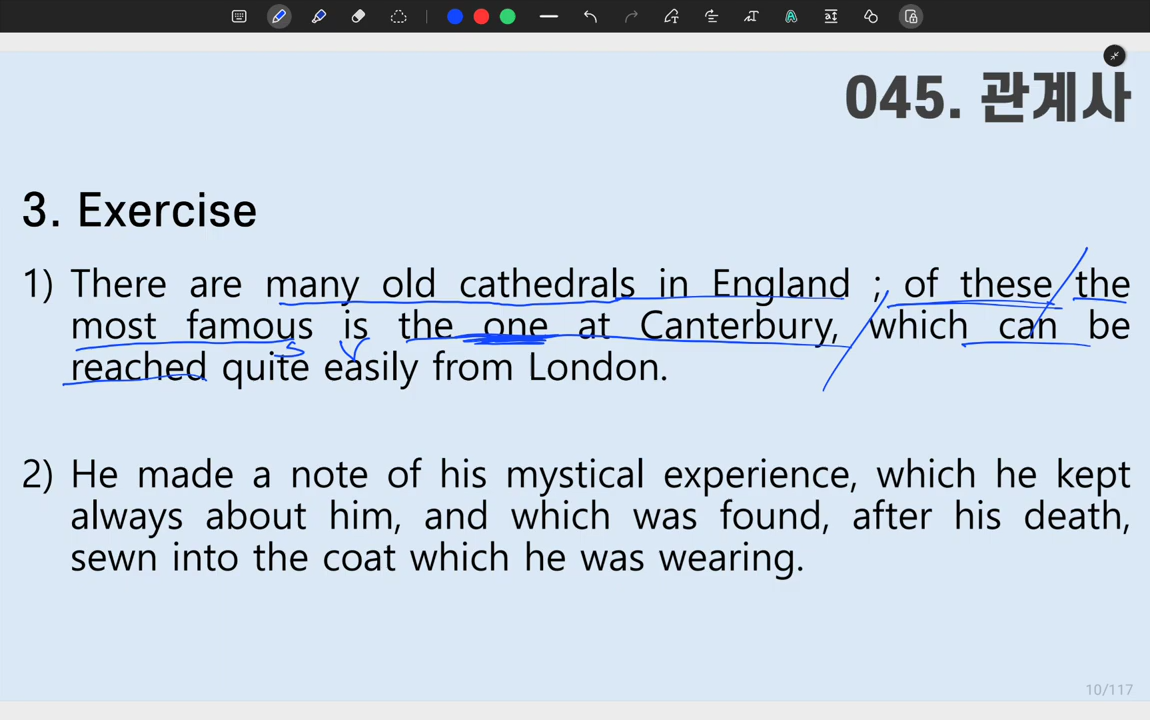 045. 관계사
3. Exercise
1) There are many old cathedrals in England ; of these the
most famous is the one at Canterbury, which can be
s v
reached quite easily from London.
2) He made a note of his mystical experience, which he kept
always about him, and which was found, after his death,
sewn into the coat which he was wearing.
10/117